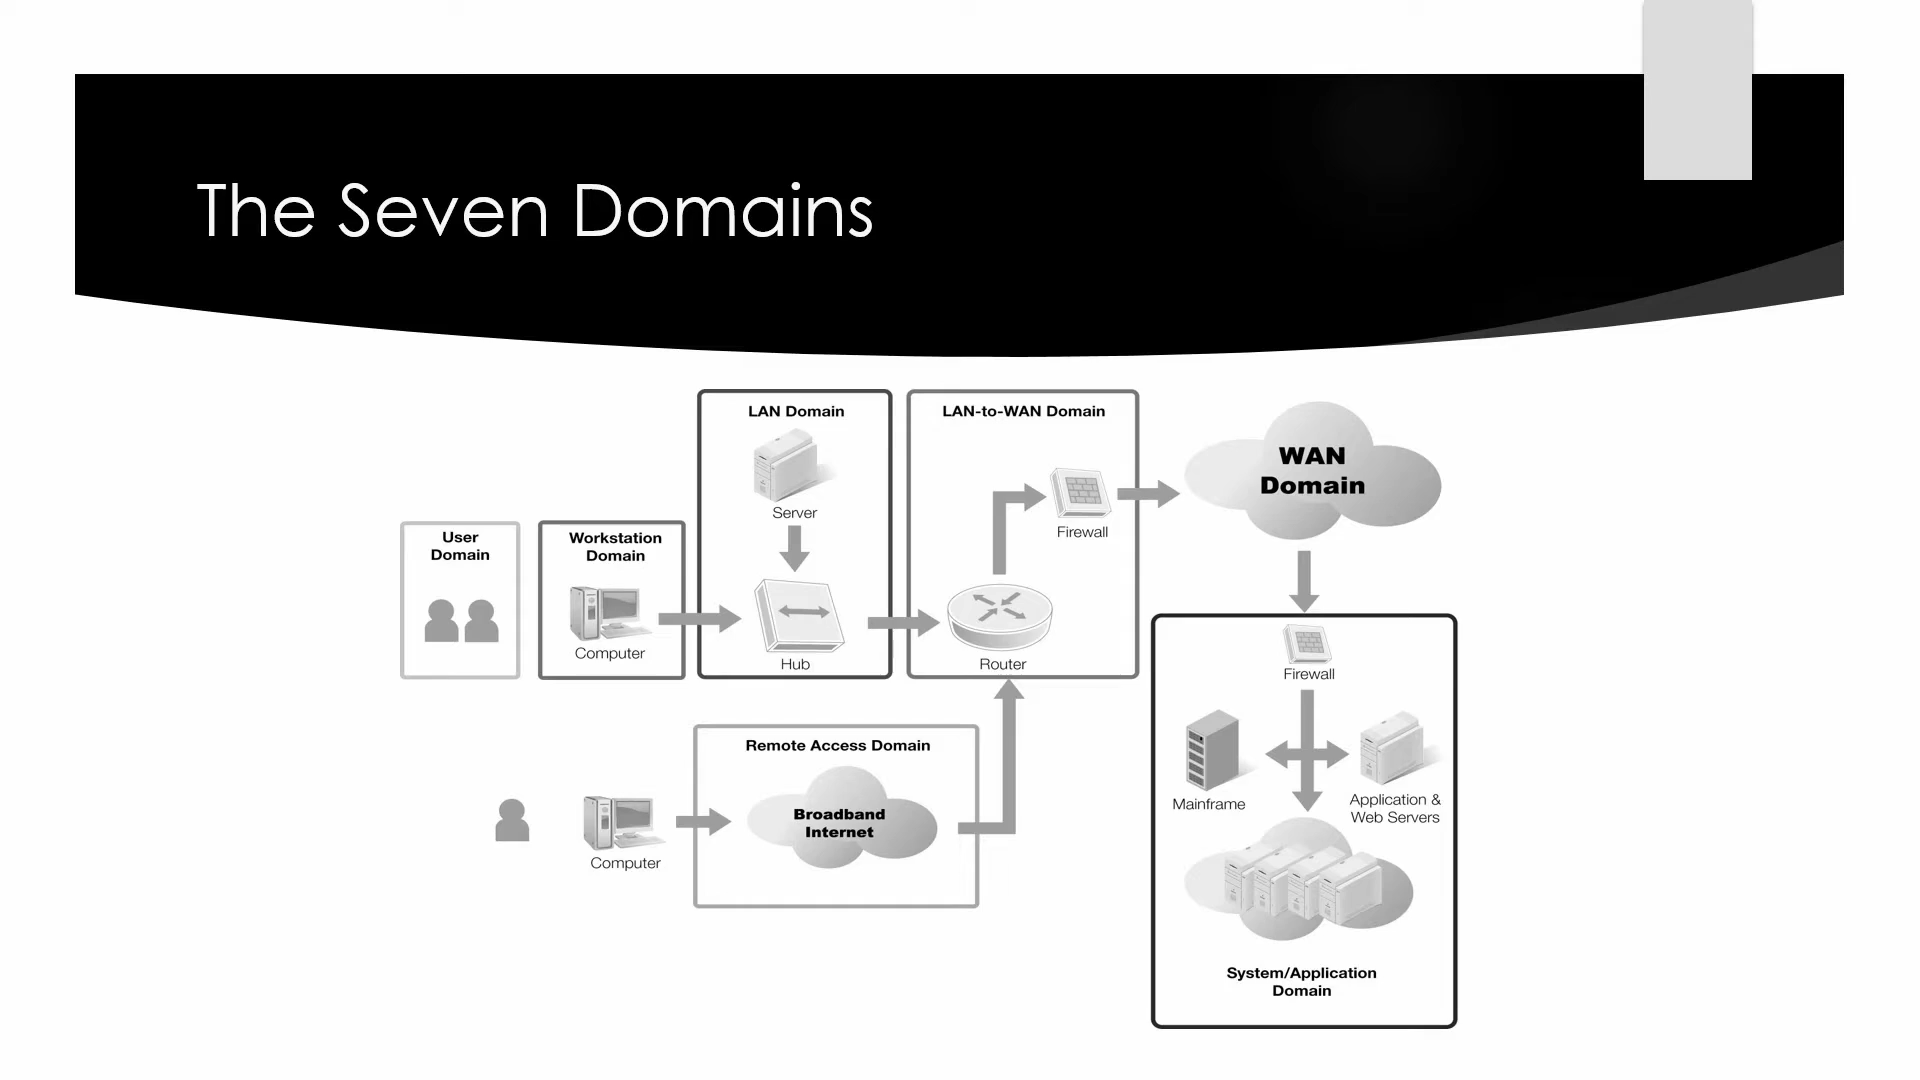 The Seven Domains
User
Domain
Workstation
Domain
Computer
LAN Domain
Server
Hub
LAN-to-WAN Domain
Firewall
Router
WAN
Domain
Remote Access Domain
Broadband
Internet
Computer
Firewall
Mainframe
Application &
Web Servers
System/Application
Domain